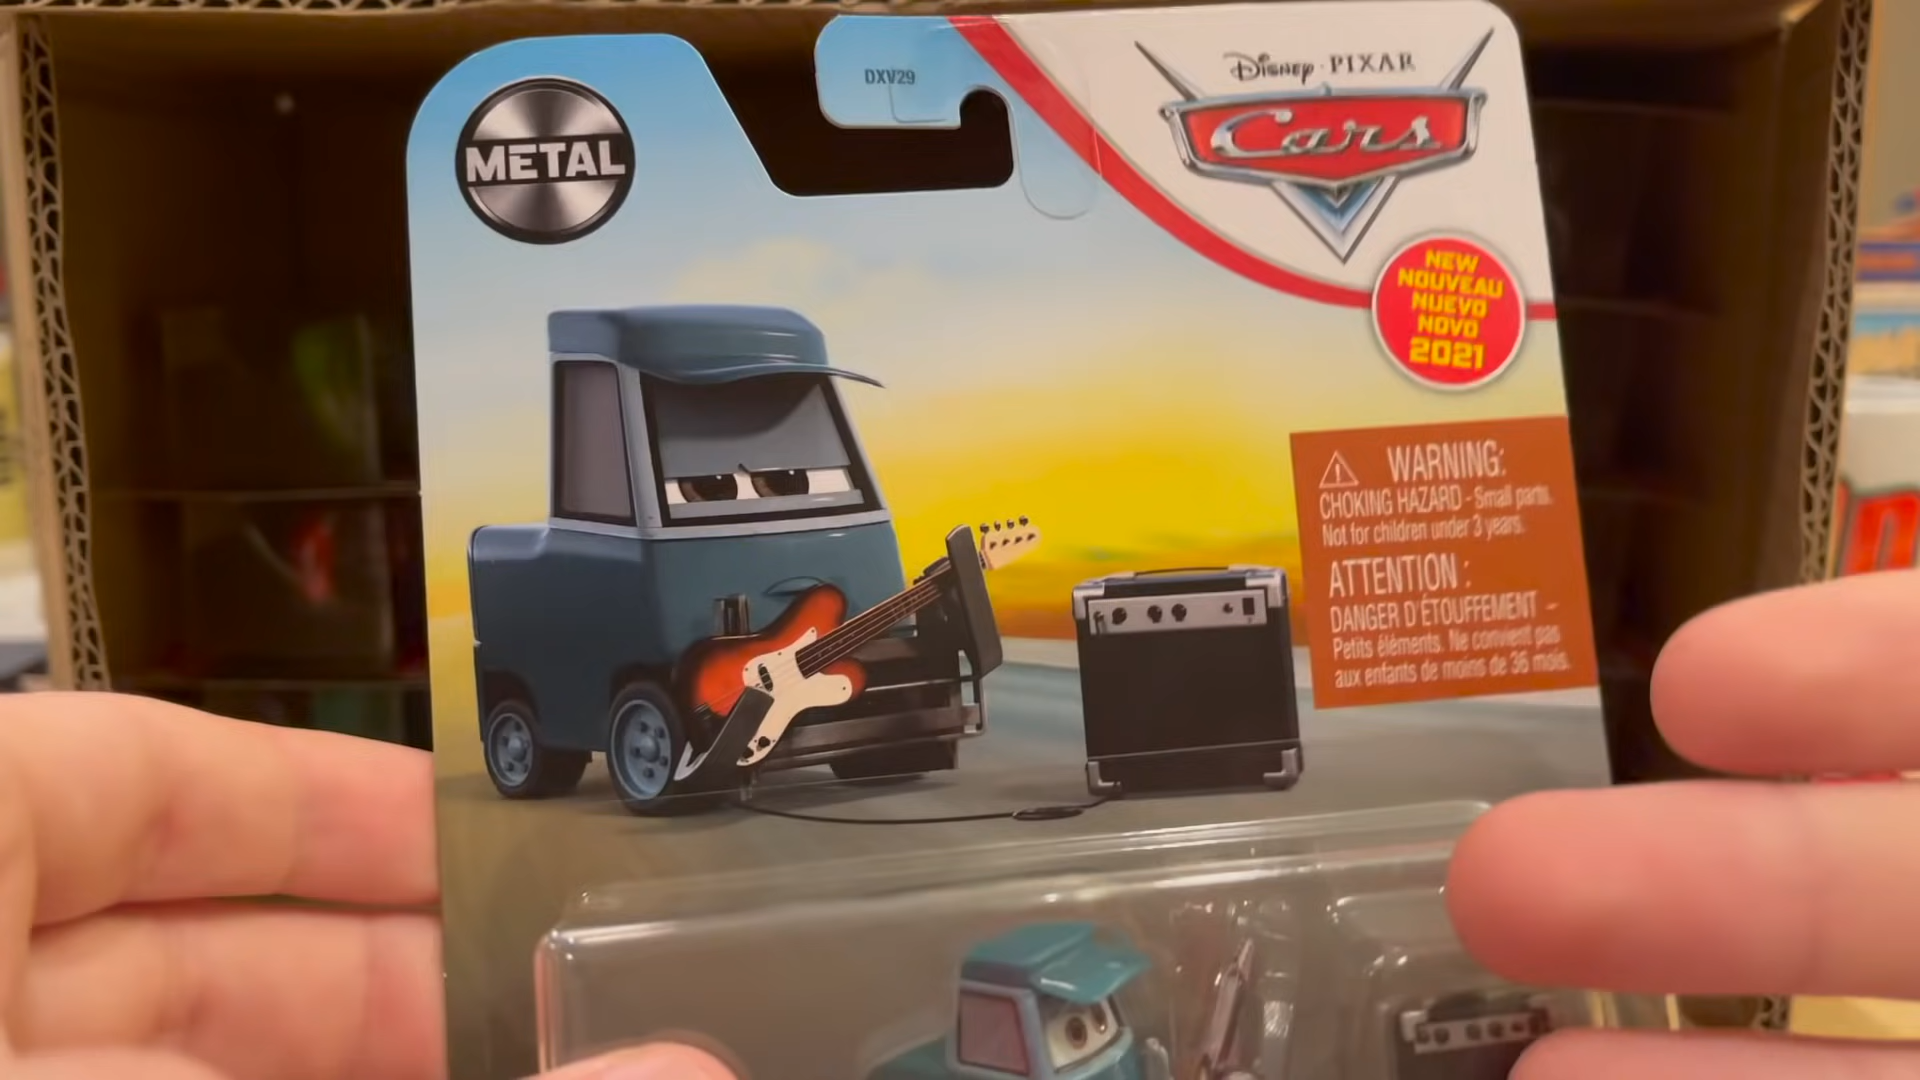 DXV29
METAL
Disney·PIXAR
Cars
NEW
NOUVEAU
NUEVO
NOVO
2021
WARNING:
CHOKING HAZARD - Small parts.
Not for children under 3 years.
ATTENTION :
DANGER D'ÉTOUFFEMENT –
Petits éléments. Ne convient pas
aux enfants de moins de 36 mois.